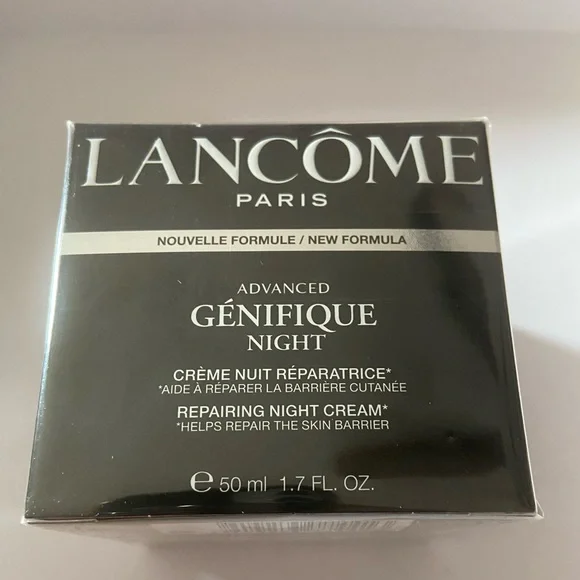 LANCÔME
PARIS
NOUVELLE FORMULE / NEW FORMULA
ADVANCED
GÉNIFIQUE
NIGHT
CRÈME NUIT RÉPARATRICE*
*AIDE À RÉPARER LA BARRIÈRE CUTANÉE
REPAIRING NIGHT CREAM*
*HELPS REPAIR THE SKIN BARRIER
℮ 50 ml 1.7 FL. OZ.